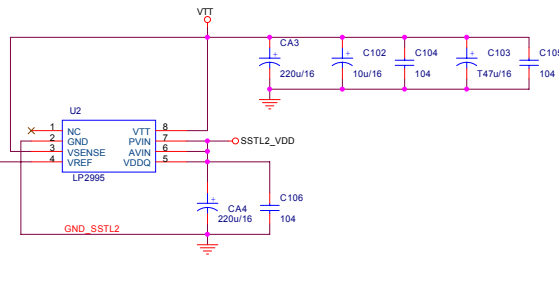 VTT
CA3
220u/16
C102
10u/16
C104
104
C103
T47u/16
C105
104
U2
1 NC VTT 8
2 GND PVIN 7
3 VSENSE AVIN 6
4 VREF VDDQ 5
LP2995
SSTL2_VDD
CA4
220u/16
C106
104
GND_SSTL2